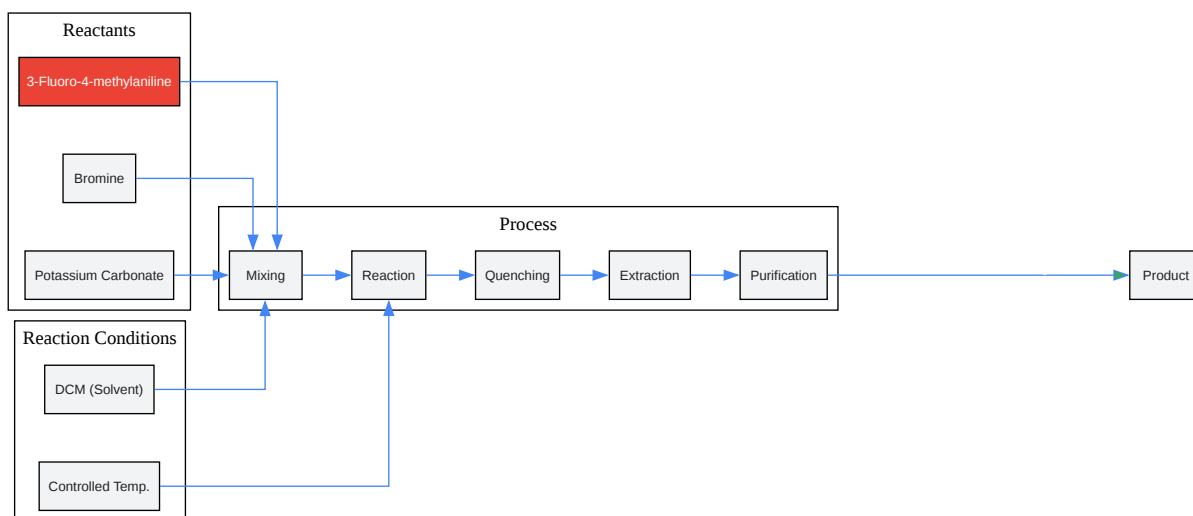 Reactants
3-Fluoro-4-methylaniline
Bromine
Potassium Carbonate
Process
Mixing
Reaction
Quenching
Extraction
Purification
Product
Reaction Conditions
DCM (Solvent)
Controlled Temp.